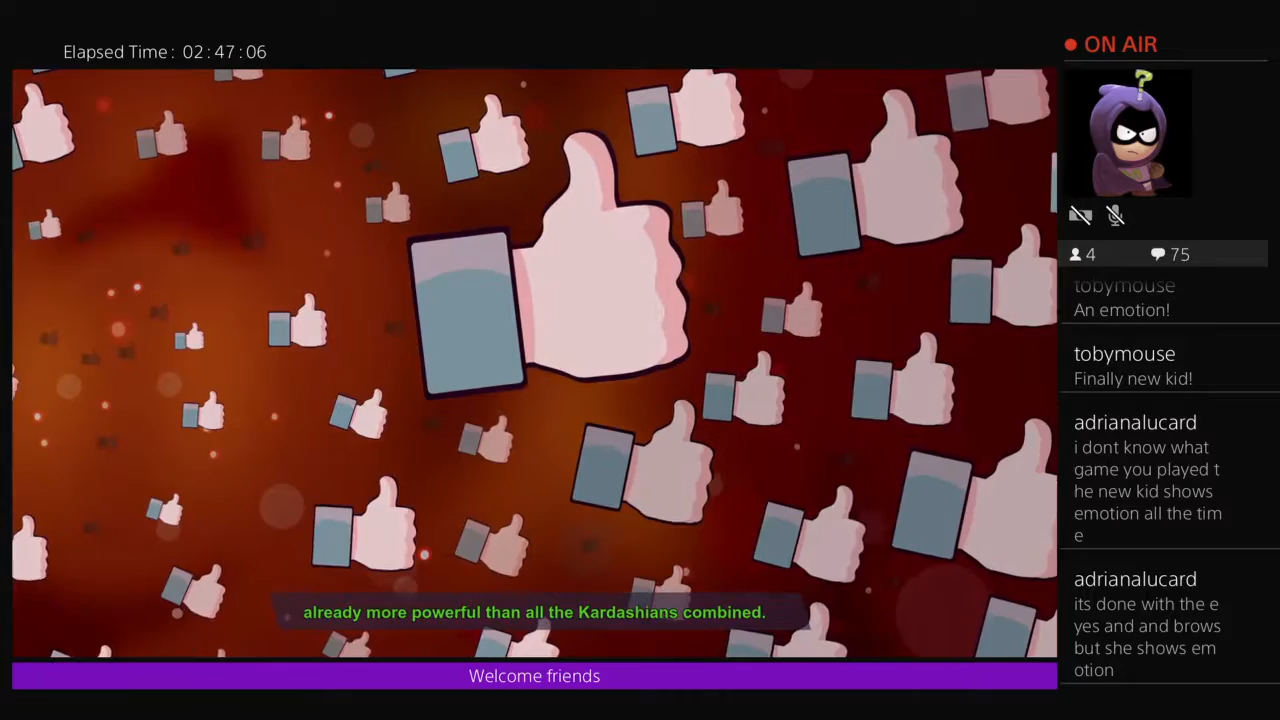 Elapsed Time: 02:47:06
ON AIR
?
4 75
tobymouse
An emotion!
tobymouse
Finally new kid!
adrianalucard
i dont know what
game you played t
he new kid shows
emotion all the tim
e
adrianalucard
its done with the e
yes and and brows
but she shows em
otion
already more powerful than all the Kardashians combined.
Welcome friends